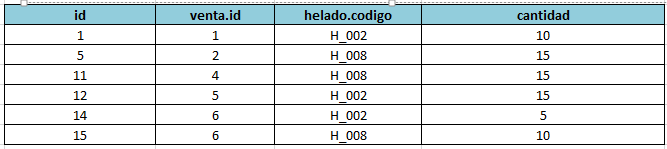 id venta.id helado.codigo cantidad
1 1 H_002 10
5 2 H_008 15
11 4 H_008 15
12 5 H_002 15
14 6 H_002 5
15 6 H_008 10